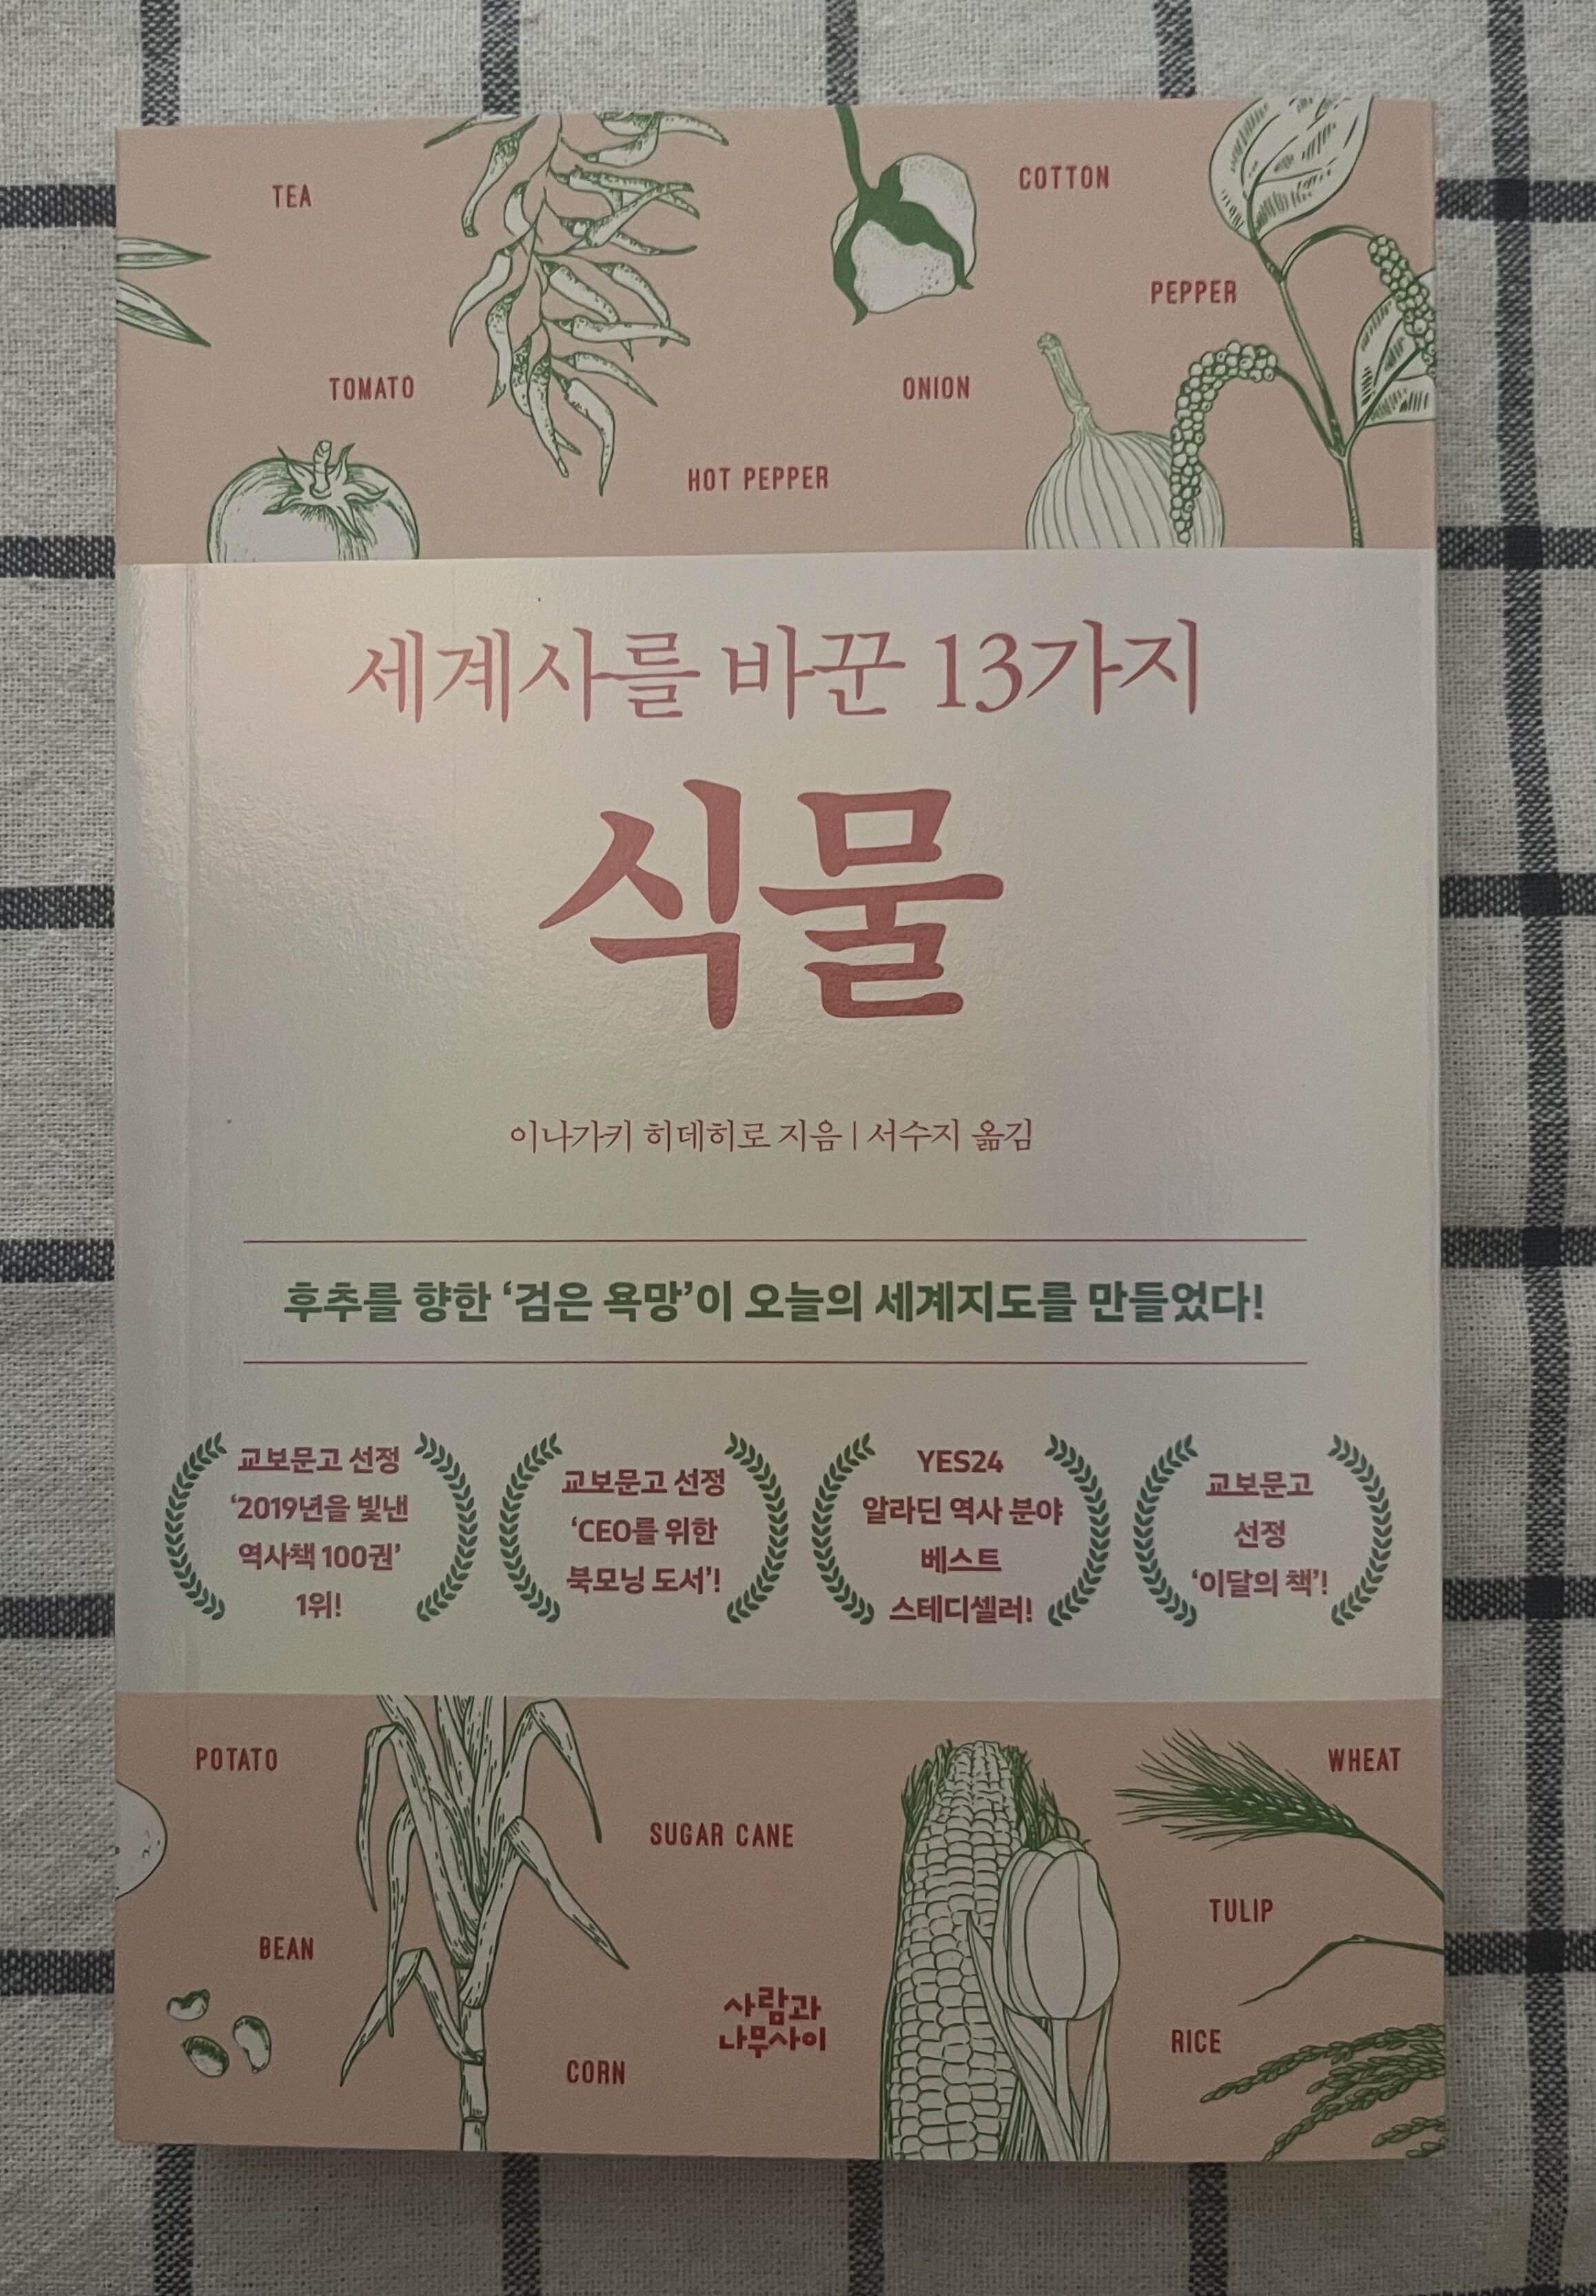 TEA
COTTON
PEPPER
TOMATO
ONION
HOT PEPPER
세계사를 바꾼 13가지
식물
이나가키 히데히로 지음 | 서수지 옮김
후추를 향한 ‘검은 욕망’이 오늘의 세계지도를 만들었다!
교보문고 선정
‘2019년을 빛낸
역사책 100권’
1위!
교보문고 선정
‘CEO를 위한
북모닝 도서’!
YES24
알라딘 역사 분야
베스트
스테디셀러!
교보문고
선정
‘이달의 책’!
POTATO
WHEAT
SUGAR CANE
TULIP
BEAN
사람과
나무사이
RICE
CORN